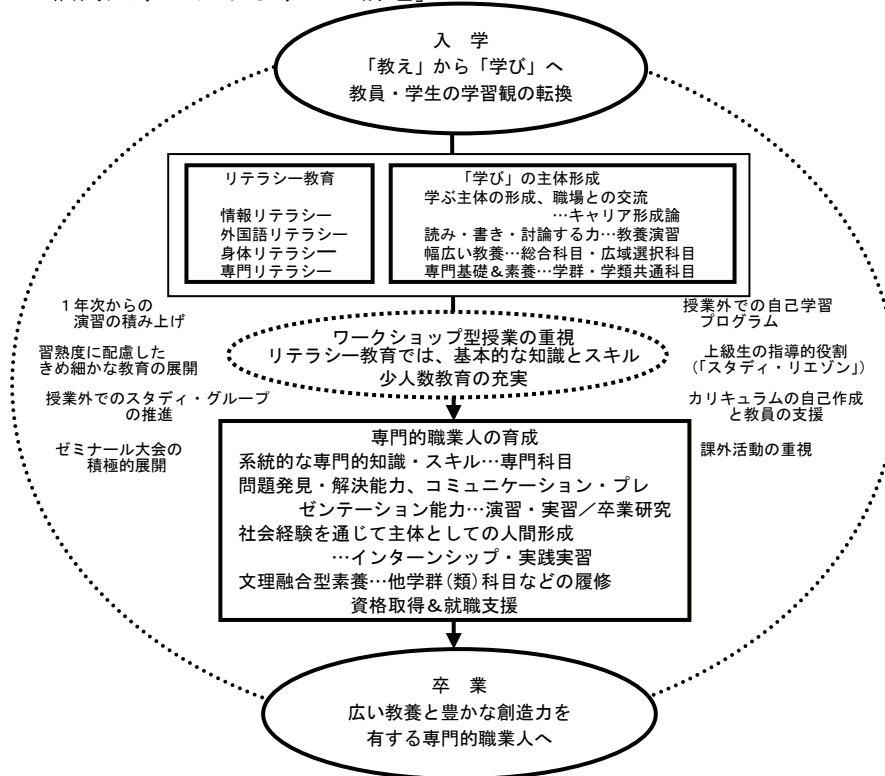 入　学
「教え」から「学び」へ
教員・学生の学習観の転換
リテラシー教育
情報リテラシー
外国語リテラシー
身体リテラシー
専門リテラシー
「学び」の主体形成
学ぶ主体の形成、職場との交流
…キャリア形成論
読み・書き・討論する力…教養演習
幅広い教養…総合科目・広域選択科目
専門基礎＆素養…学群・学類共通科目
１年次からの
演習の積み上げ
習熟度に配慮した
きめ細かな教育の展開
授業外でのスタディ・グループ
の推進
ゼミナール大会の
積極的展開
ワークショップ型授業の重視
リテラシー教育では、基本的な知識とスキル
少人数教育の充実
授業外での自己学習
プログラム
上級生の指導的役割
（「スタディ・リエゾン」）
カリキュラムの自己作成
と教員の支援
課外活動の重視
専門的職業人の育成
系統的な専門的知識・スキル…専門科目
問題発見・解決能力、コミュニケーション・プレ
ゼンテーション能力…演習・実習／卒業研究
社会経験を通じて主体としての人間形成
…インターンシップ・実践実習
文理融合型素養…他学群（類）科目などの履修
資格取得＆就職支援
卒　業
広い教養と豊かな創造力を
有する専門的職業人へ